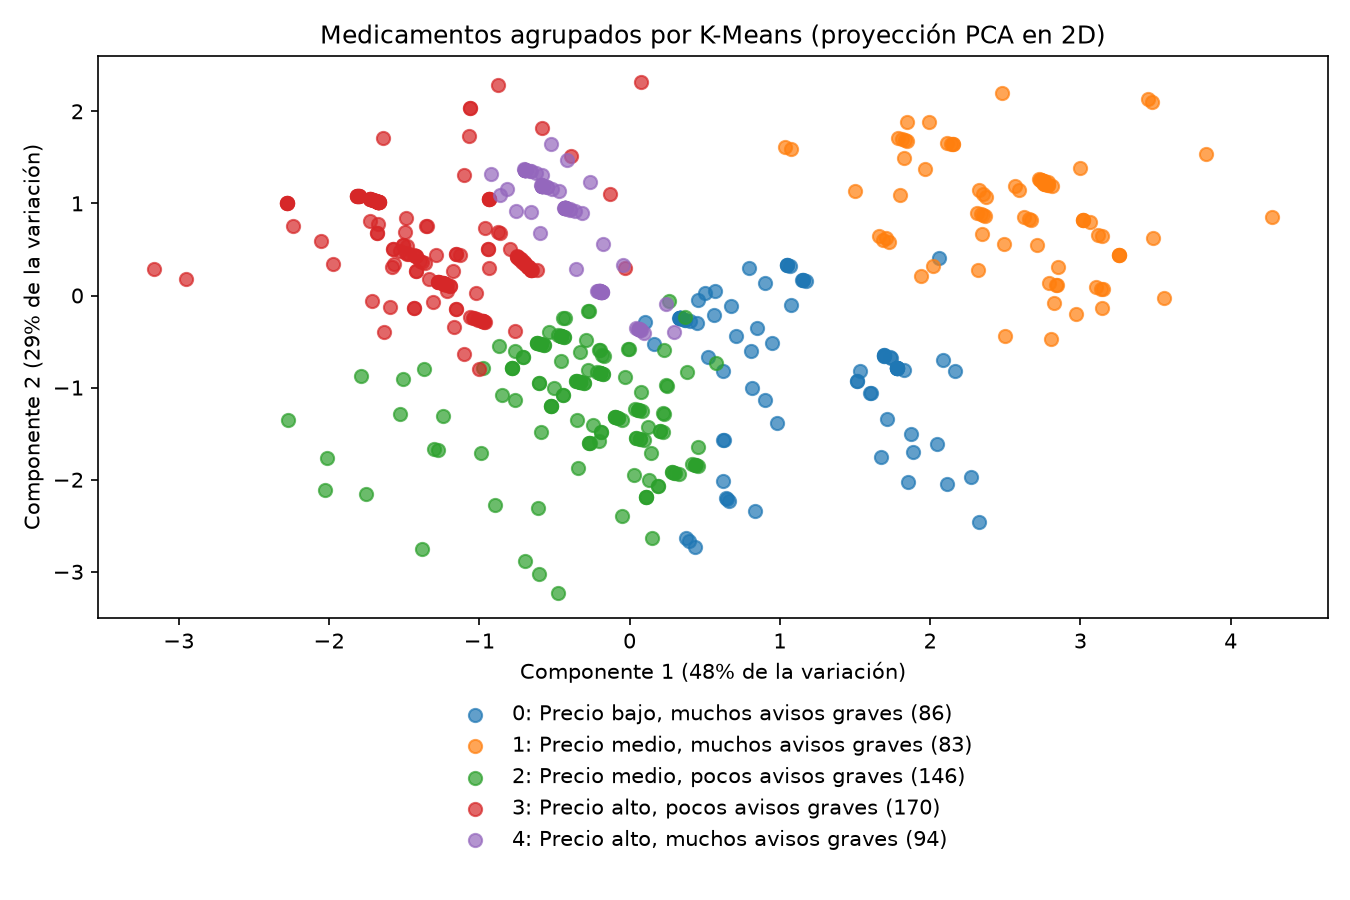 Medicamentos agrupados por K-Means (proyección PCA en 2D)
Componente 2 (29% de la variación)
2
1
0
−1
−2
−3
−3
−2
−1
0
1
2
3
4
Componente 1 (48% de la variación)
0: Precio bajo, muchos avisos graves (86)
1: Precio medio, muchos avisos graves (83)
2: Precio medio, pocos avisos graves (146)
3: Precio alto, pocos avisos graves (170)
4: Precio alto, muchos avisos graves (94)